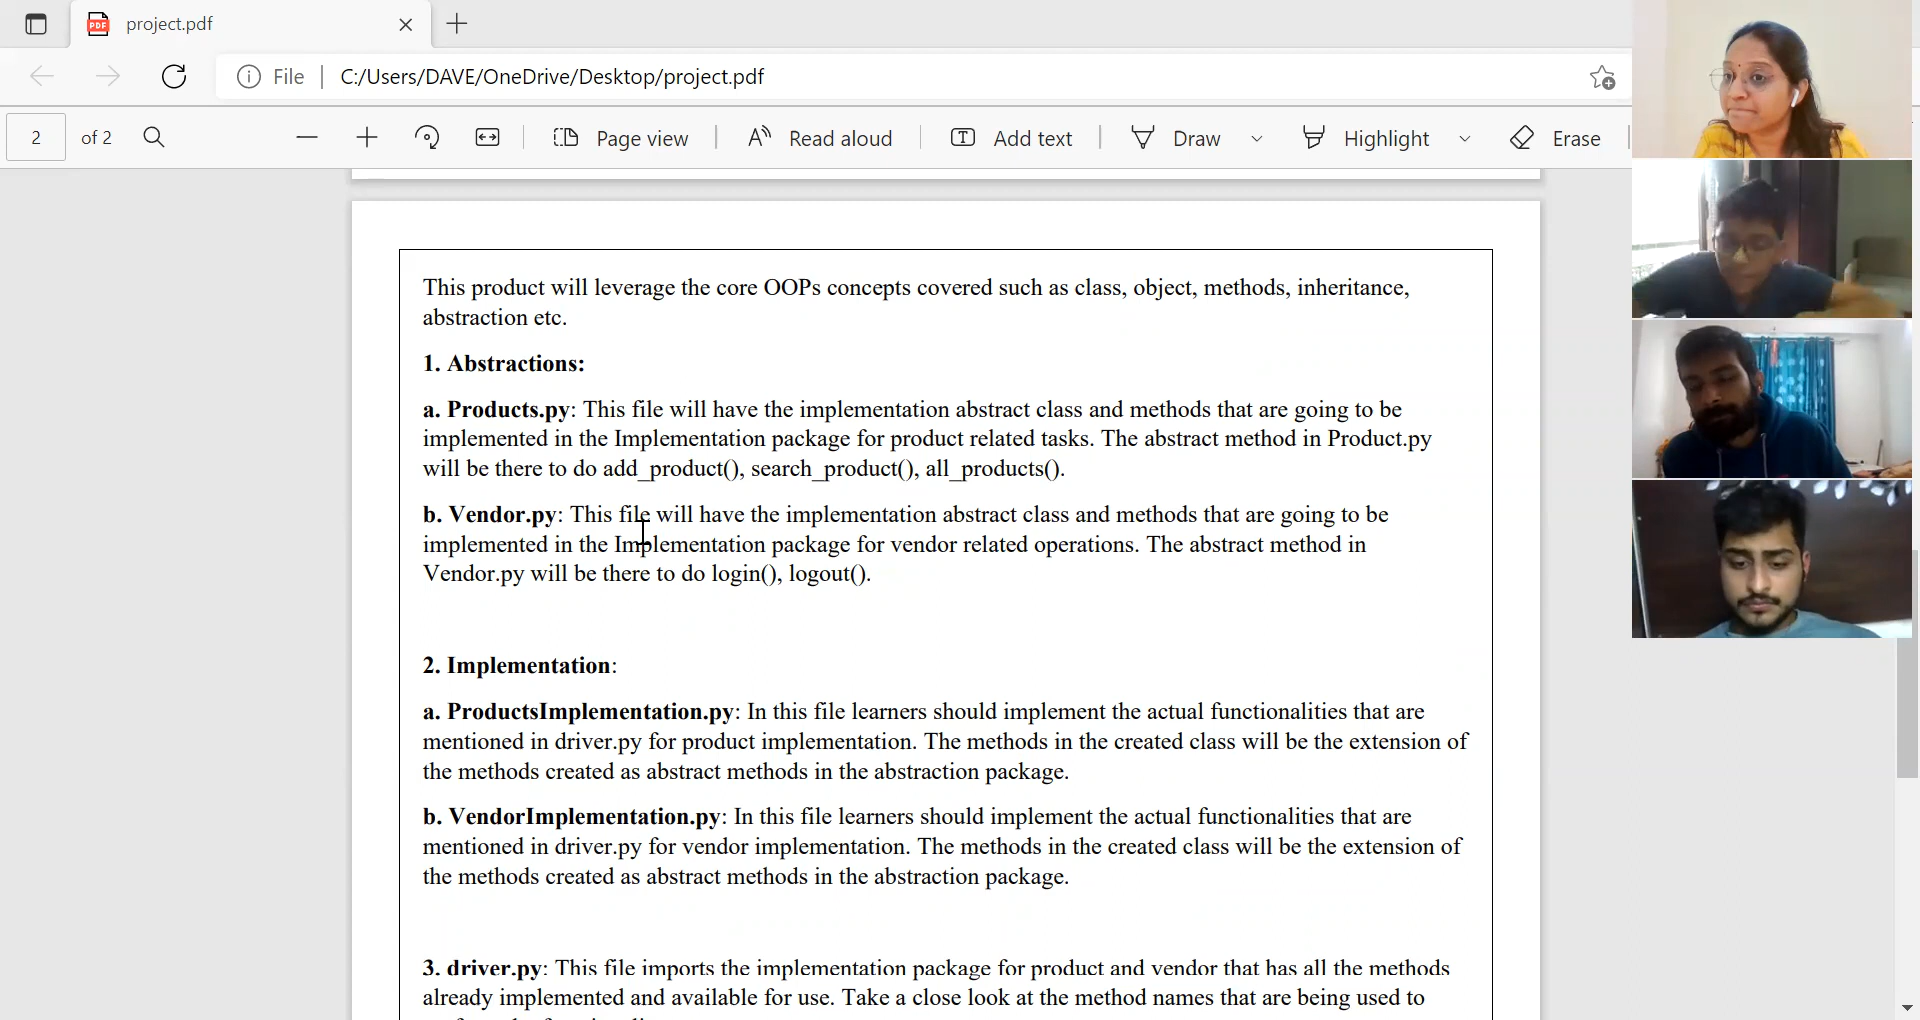 project.pdf
File | C:/Users/DAVE/OneDrive/Desktop/project.pdf
2 of 2 Page view Read aloud Add text Draw Highlight Erase
This product will leverage the core OOPs concepts covered such as class, object, methods, inheritance,
abstraction etc.
1. Abstractions:
a. Products.py: This file will have the implementation abstract class and methods that are going to be
implemented in the Implementation package for product related tasks. The abstract method in Product.py
will be there to do add_product(), search_product(), all_products().
b. Vendor.py: This file will have the implementation abstract class and methods that are going to be
implemented in the Implementation package for vendor related operations. The abstract method in
Vendor.py will be there to do login(), logout().
2. Implementation:
a. ProductsImplementation.py: In this file learners should implement the actual functionalities that are
mentioned in driver.py for product implementation. The methods in the created class will be the extension of
the methods created as abstract methods in the abstraction package.
b. VendorImplementation.py: In this file learners should implement the actual functionalities that are
mentioned in driver.py for vendor implementation. The methods in the created class will be the extension of
the methods created as abstract methods in the abstraction package.
3. driver.py: This file imports the implementation package for product and vendor that has all the methods
already implemented and available for use. Take a close look at the method names that are being used to